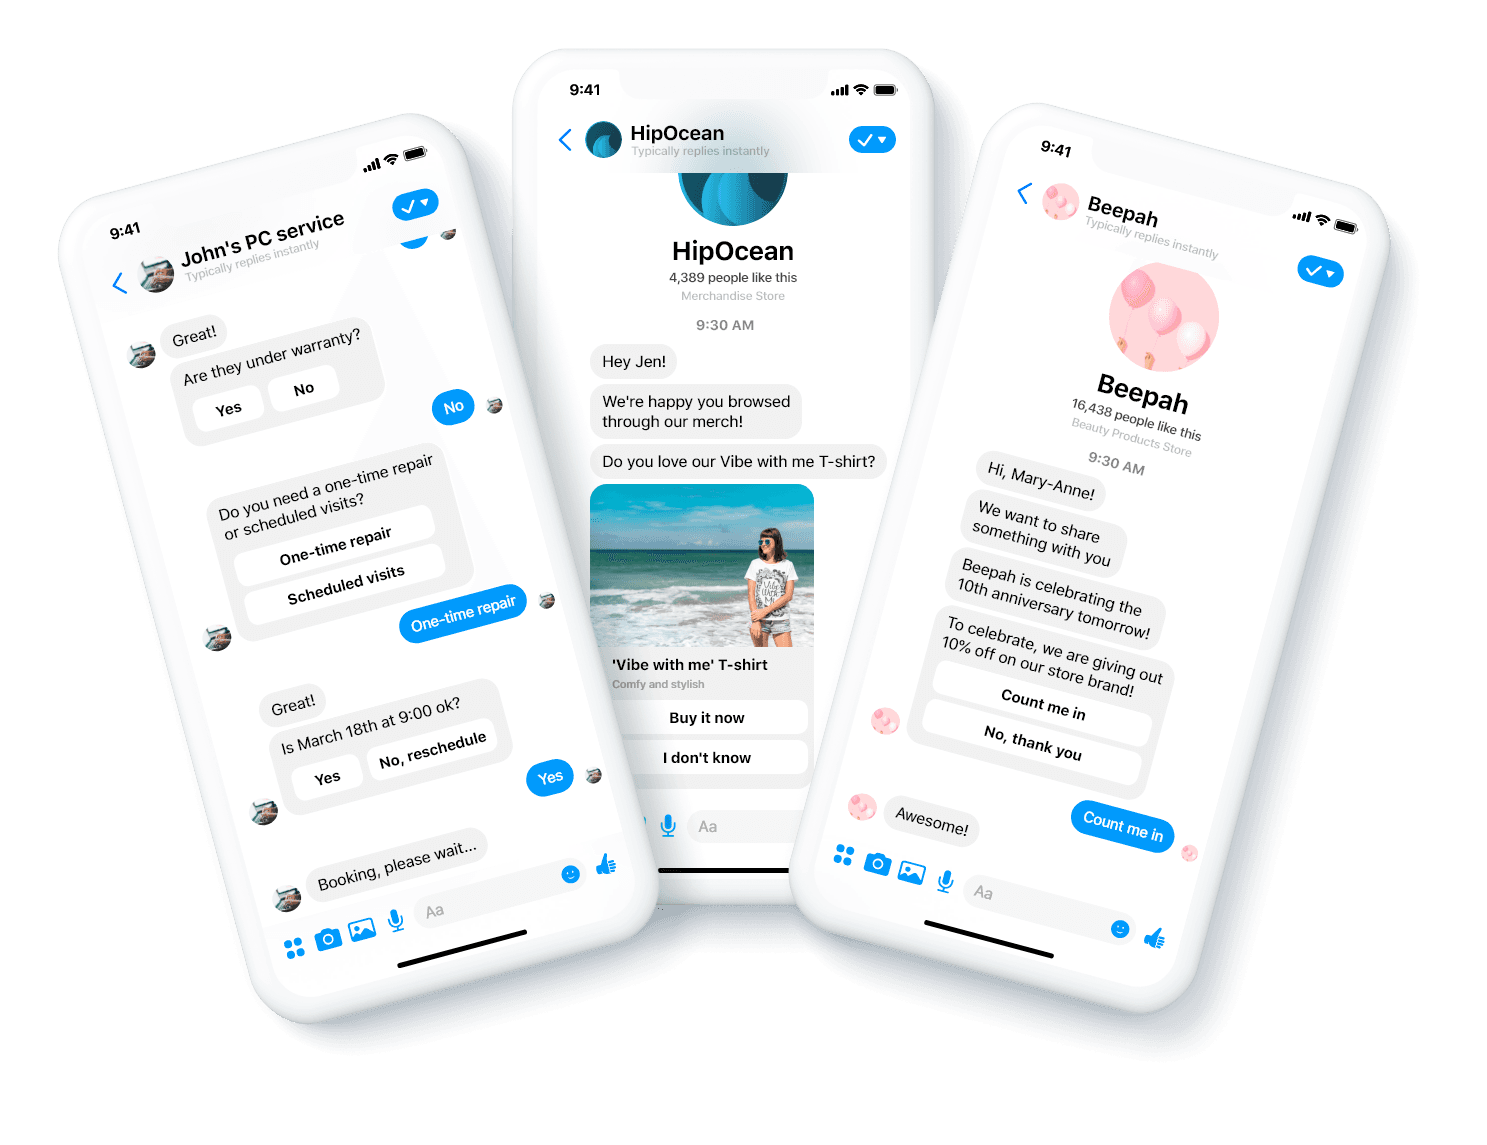 9:41
John's PC service
Typically replies instantly
Great!
Are they under warranty?
Yes
No
No
Do you need a one-time repair
or scheduled visits?
One-time repair
Scheduled visits
One-time repair
Great!
Is March 18th at 9:00 ok?
Yes
No, reschedule
Yes
Booking, please wait...
Aa
9:41
HipOcean
Typically replies instantly
HipOcean
4,389 people like this
Merchandise Store
9:30 AM
Hey Jen!
We're happy you browsed
through our merch!
Do you love our Vibe with me T-shirt?
Vibe
With
Me
'Vibe with me' T-shirt
Comfy and stylish
Buy it now
I don't know
Aa
9:41
Beepah
Typically replies instantly
Beepah
16,438 people like this
Beauty Products Store
9:30 AM
Hi, Mary-Anne!
We want to share
something with you
Beepah is celebrating the
10th anniversary tomorrow!
To celebrate, we are giving out
10% off on our store brand!
Count me in
No, thank you
Count me in
Awesome!
Aa